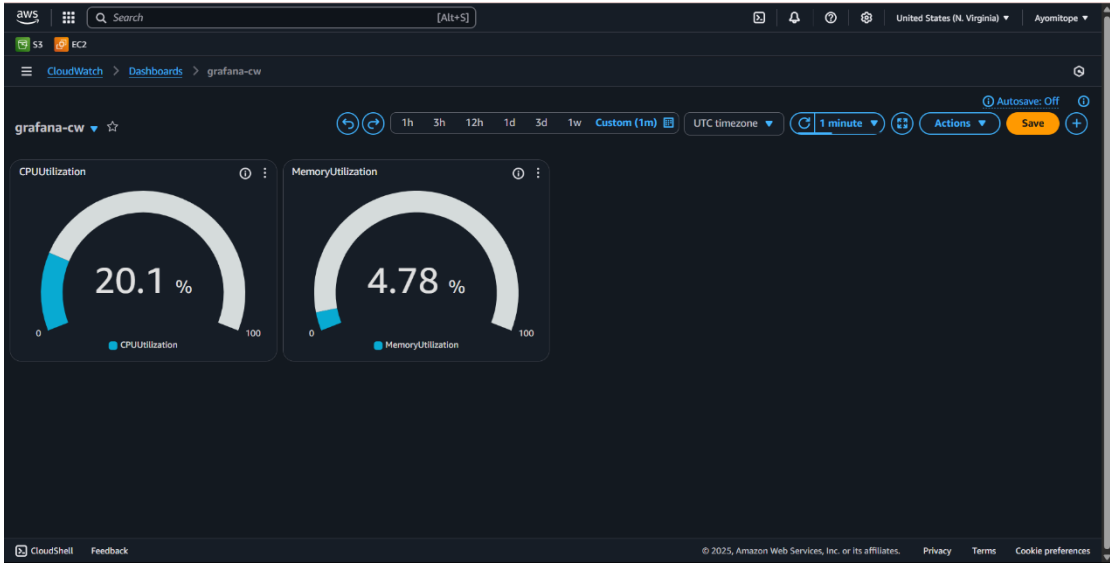 aws
Search [Alt+S]
United States (N. Virginia) ▼ Ayomitope ▼
S3 EC2
CloudWatch > Dashboards > grafana-cw
Autosave: Off
grafana-cw ▼
1h 3h 12h 1d 3d 1w Custom (1m) UTC timezone ▼ 1 minute ▼ Actions ▼ Save
CPUUtilization
20.1 %
0 100
CPUUtilization
MemoryUtilization
4.78 %
0 100
MemoryUtilization
CloudShell Feedback © 2025, Amazon Web Services, Inc. or its affiliates. Privacy Terms Cookie preferences